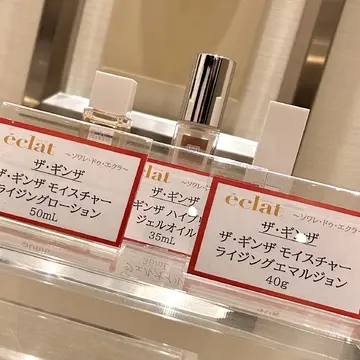 éclat
～ソワレ・ドゥ・エクラ～
ザ・ギンザ
ザ・ギンザ モイスチャー
ライジングローション
50mL
～ソワレ・
ザ・ギンザ
ギンザ ハイ
ジェルオイル
35mL
éclat
～ソワレ・ドゥ・エクラ～
ザ・ギンザ
ザ・ギンザ モイスチャー
ライジングエマルジョン
40g